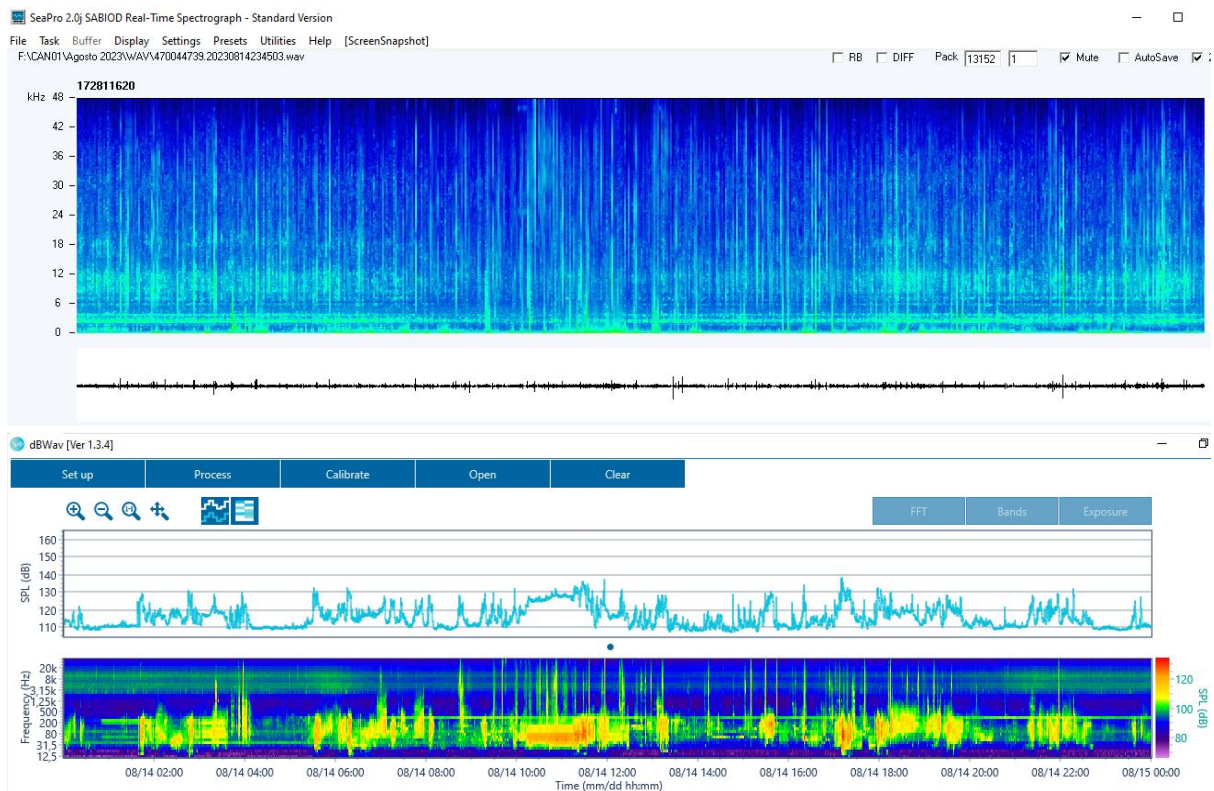 SeaPro 2.0j SABIOD Real-Time Spectrograph - Standard Version
File Task Buffer Display Settings Presets Utilities Help [ScreenSnapshot]
F:\CAN01\Agosto 2023\WAV\470044739.20230814234503.wav RB DIFF Pack 13152 1 Mute AutoSave 2
172811620
kHz 48
42
36
30
24
18
12
6
0
dBWav [Ver 1.3.4]
Set up Process Calibrate Open Clear
FFT Bands Exposure
SPL (dB)
160
150
140
130
120
110
Frequency (Hz)
20k
8k
3,15k
1,25k
500
200
80
31,5
12,5
120
100
80
SPL (dB)
08/14 02:00 08/14 04:00 08/14 06:00 08/14 08:00 08/14 10:00 08/14 12:00 08/14 14:00 08/14 16:00 08/14 18:00 08/14 20:00 08/14 22:00 08/15 00:00
Time (mm/dd hh:mm)